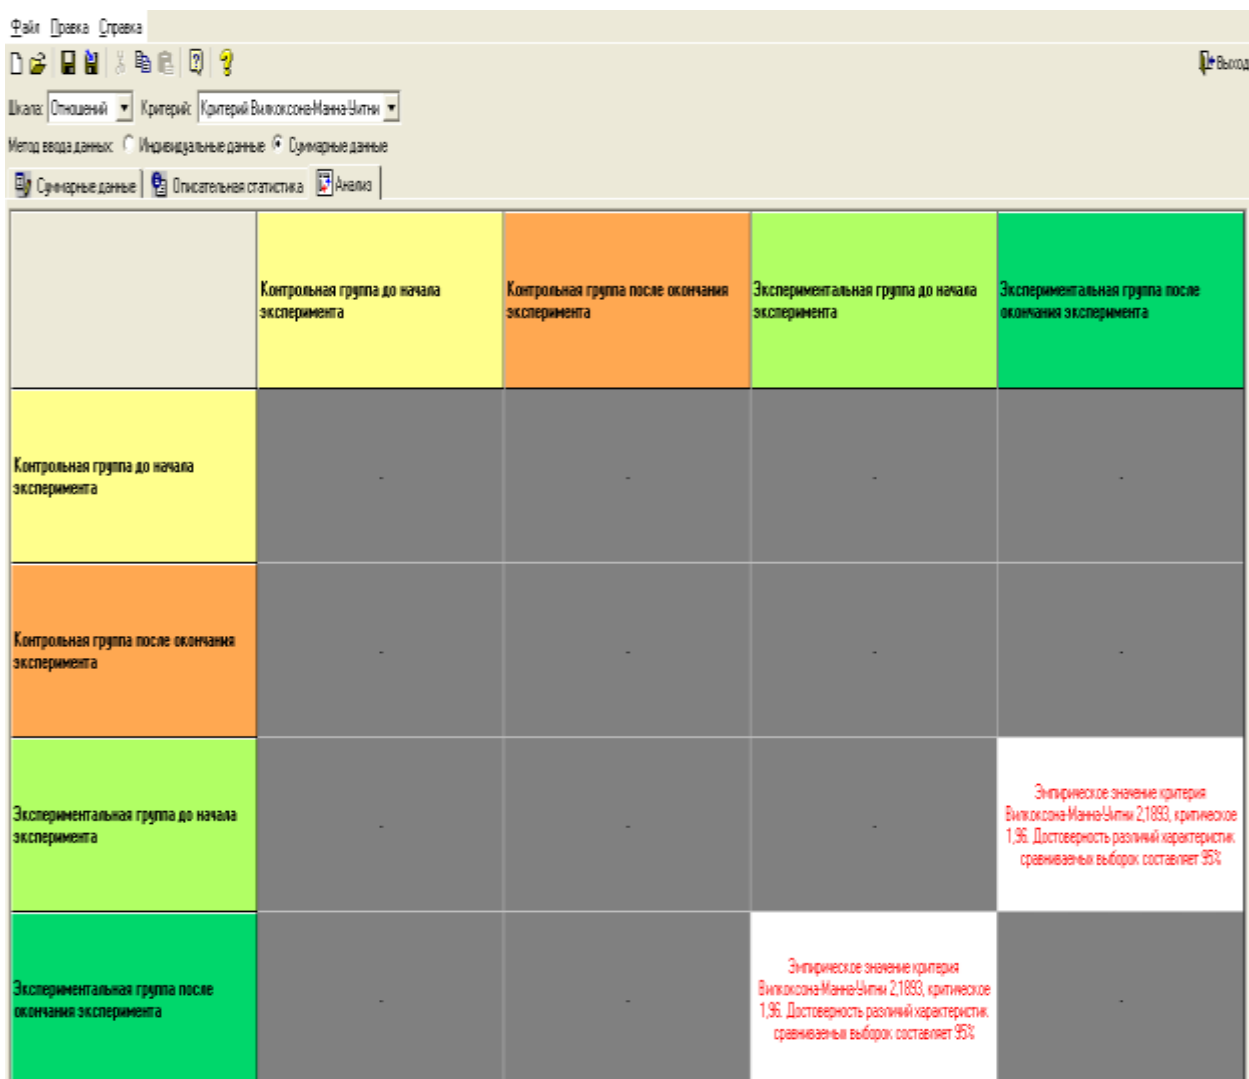 Файл Правка Справка
Выход
Шкала: Отношений Критерий: Критерий Вилкоксона-Манна-Уитни
Метод ввода данных: Индивидуальные данные Суммарные данные
Суммарные данные Описательная статистика Анализ
Контрольная группа до начала
эксперимента
Контрольная группа после окончания
эксперимента
Экспериментальная группа до начала
эксперимента
Экспериментальная группа после
окончания эксперимента
Контрольная группа до начала
эксперимента
- - - -
Контрольная группа после окончания
эксперимента
- - - -
Экспериментальная группа до начала
эксперимента
- - -
Эмпирическое значение критерия
Вилкоксона-Манна-Уитни 2,1893, критическое
1,96. Достоверность различий характеристик
сравниваемых выборок составляет 95%
Экспериментальная группа после
окончания эксперимента
- -
Эмпирическое значение критерия
Вилкоксона-Манна-Уитни 2,1893, критическое
1,96. Достоверность различий характеристик
сравниваемых выборок составляет 95%
-